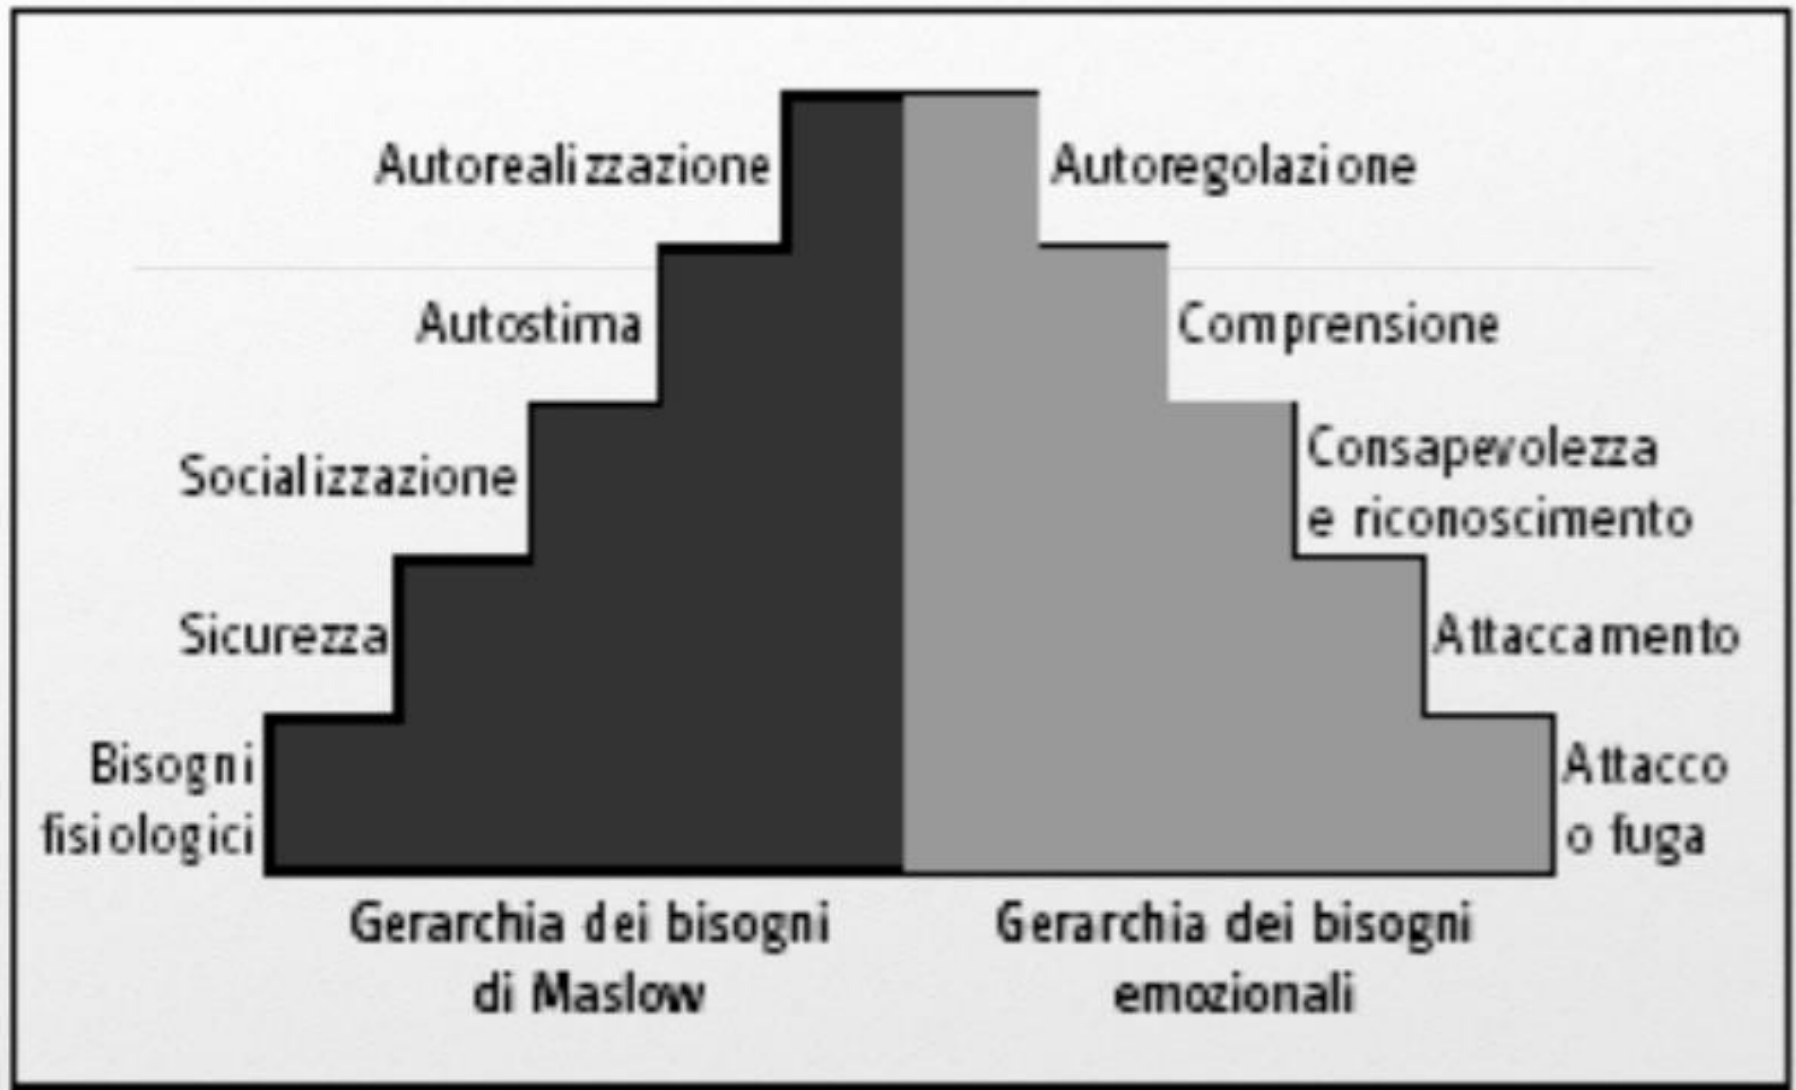 Autorealizzazione
Autoregolazione
Autostima
Comprensione
Consapevolezza
e riconoscimento
Socializzazione
Sicurezza
Attaccamento
Bisogni
fisiologici
Attacco
o fuga
Gerarchia dei bisogni
di Maslow
Gerarchia dei bisogni
emozionali